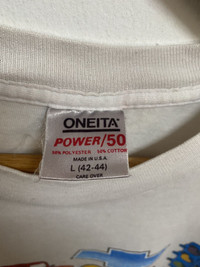 ONEITA
POWER/50
50% POLYESTER 50% COTTON
MADE IN U.S.A.
L (42-44)
CARE OVER